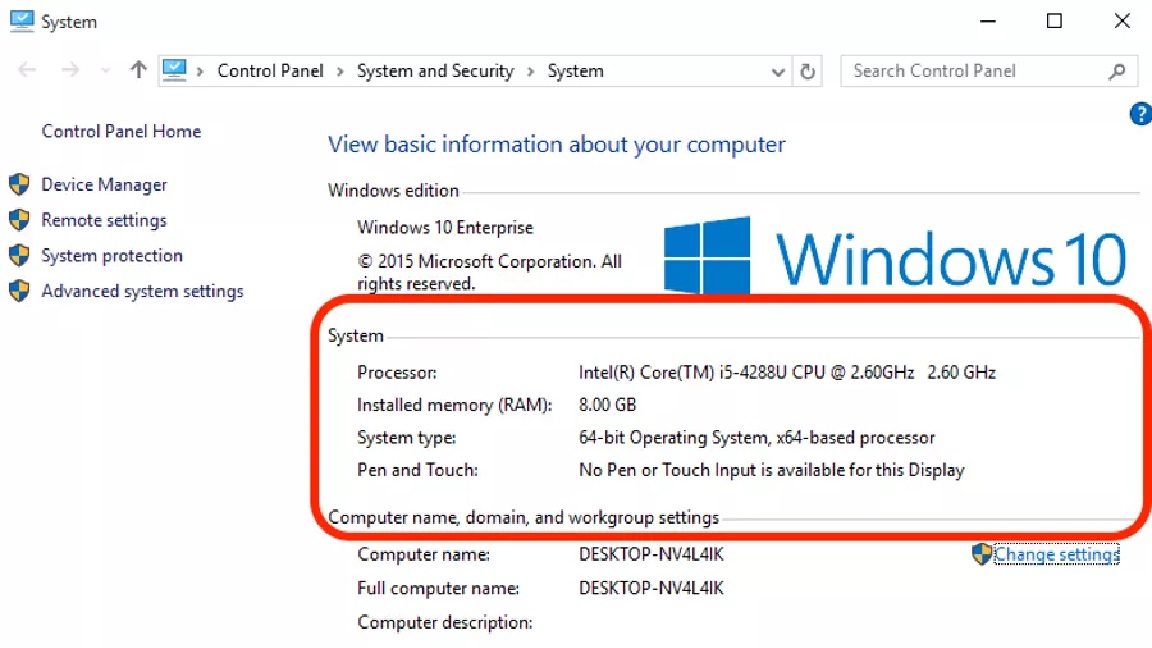 System
Control Panel > System and Security > System
Search Control Panel
?
Control Panel Home
Device Manager
Remote settings
System protection
Advanced system settings
View basic information about your computer
Windows edition
Windows 10 Enterprise
© 2015 Microsoft Corporation. All
rights reserved.
Windows 10
System
Processor: Intel(R) Core(TM) i5-4288U CPU @ 2.60GHz 2.60 GHz
Installed memory (RAM): 8.00 GB
System type: 64-bit Operating System, x64-based processor
Pen and Touch: No Pen or Touch Input is available for this Display
Computer name, domain, and workgroup settings
Computer name: DESKTOP-NV4L4IK Change settings
Full computer name: DESKTOP-NV4L4IK
Computer description: